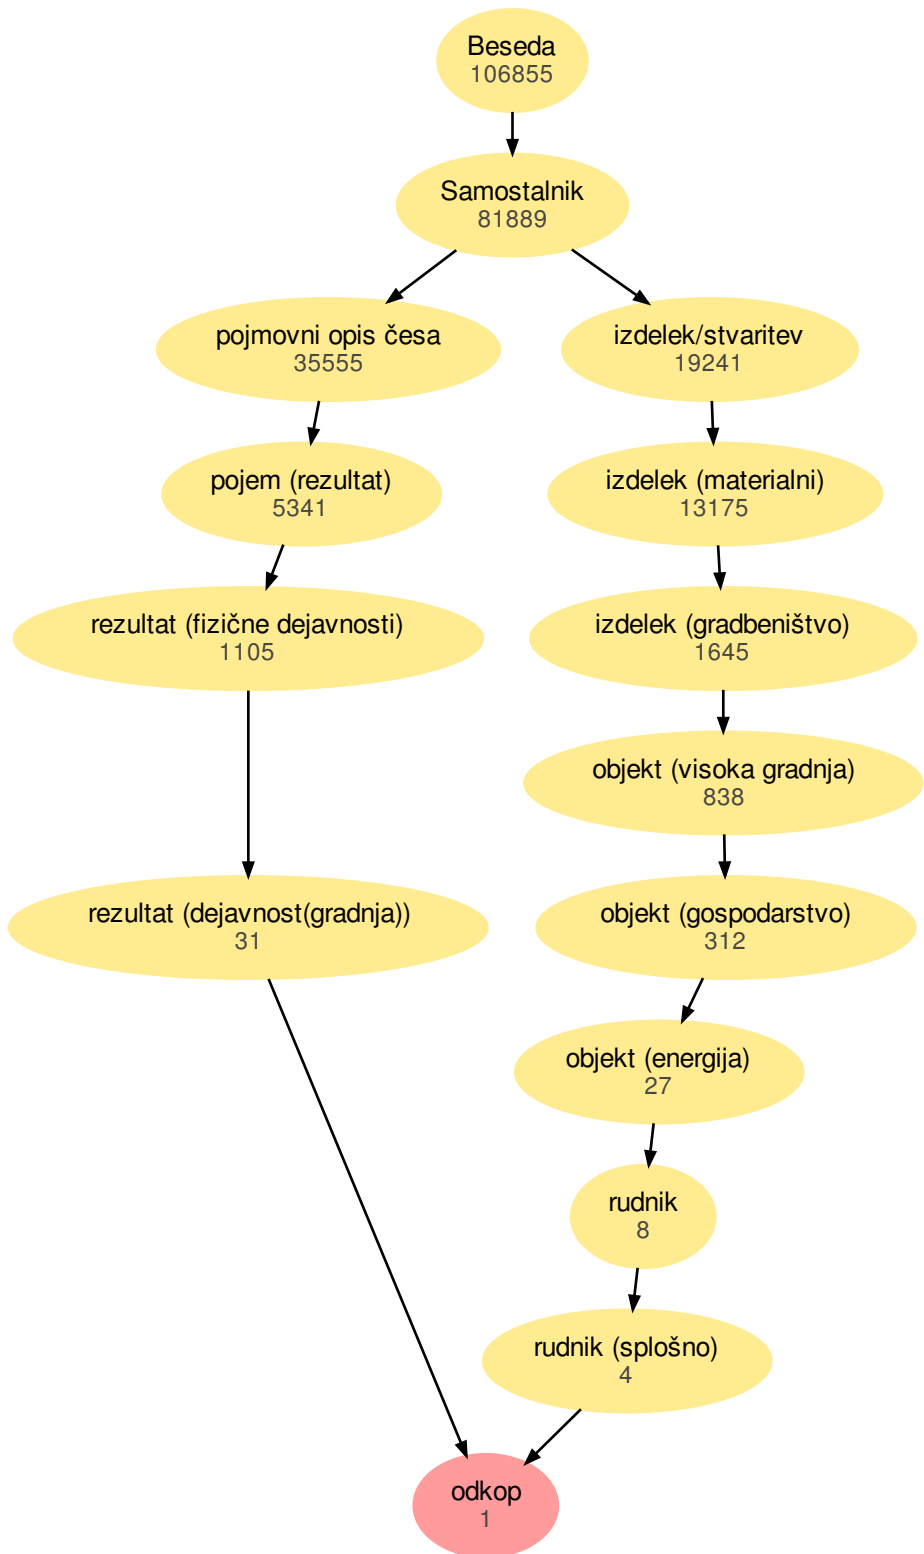 Beseda
106855
Samostalnik
81889
pojmovni opis česa
35555
izdelek/stvaritev
19241
pojem (rezultat)
5341
izdelek (materialni)
13175
rezultat (fizične dejavnosti)
1105
izdelek (gradbeništvo)
1645
objekt (visoka gradnja)
838
rezultat (dejavnost(gradnja))
31
objekt (gospodarstvo)
312
objekt (energija)
27
rudnik
8
rudnik (splošno)
4
odkop
1